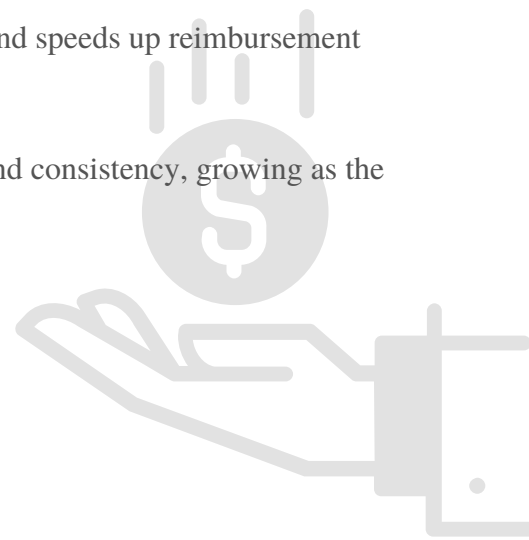 nd speeds up reimbursement
nd consistency, growing as the
$